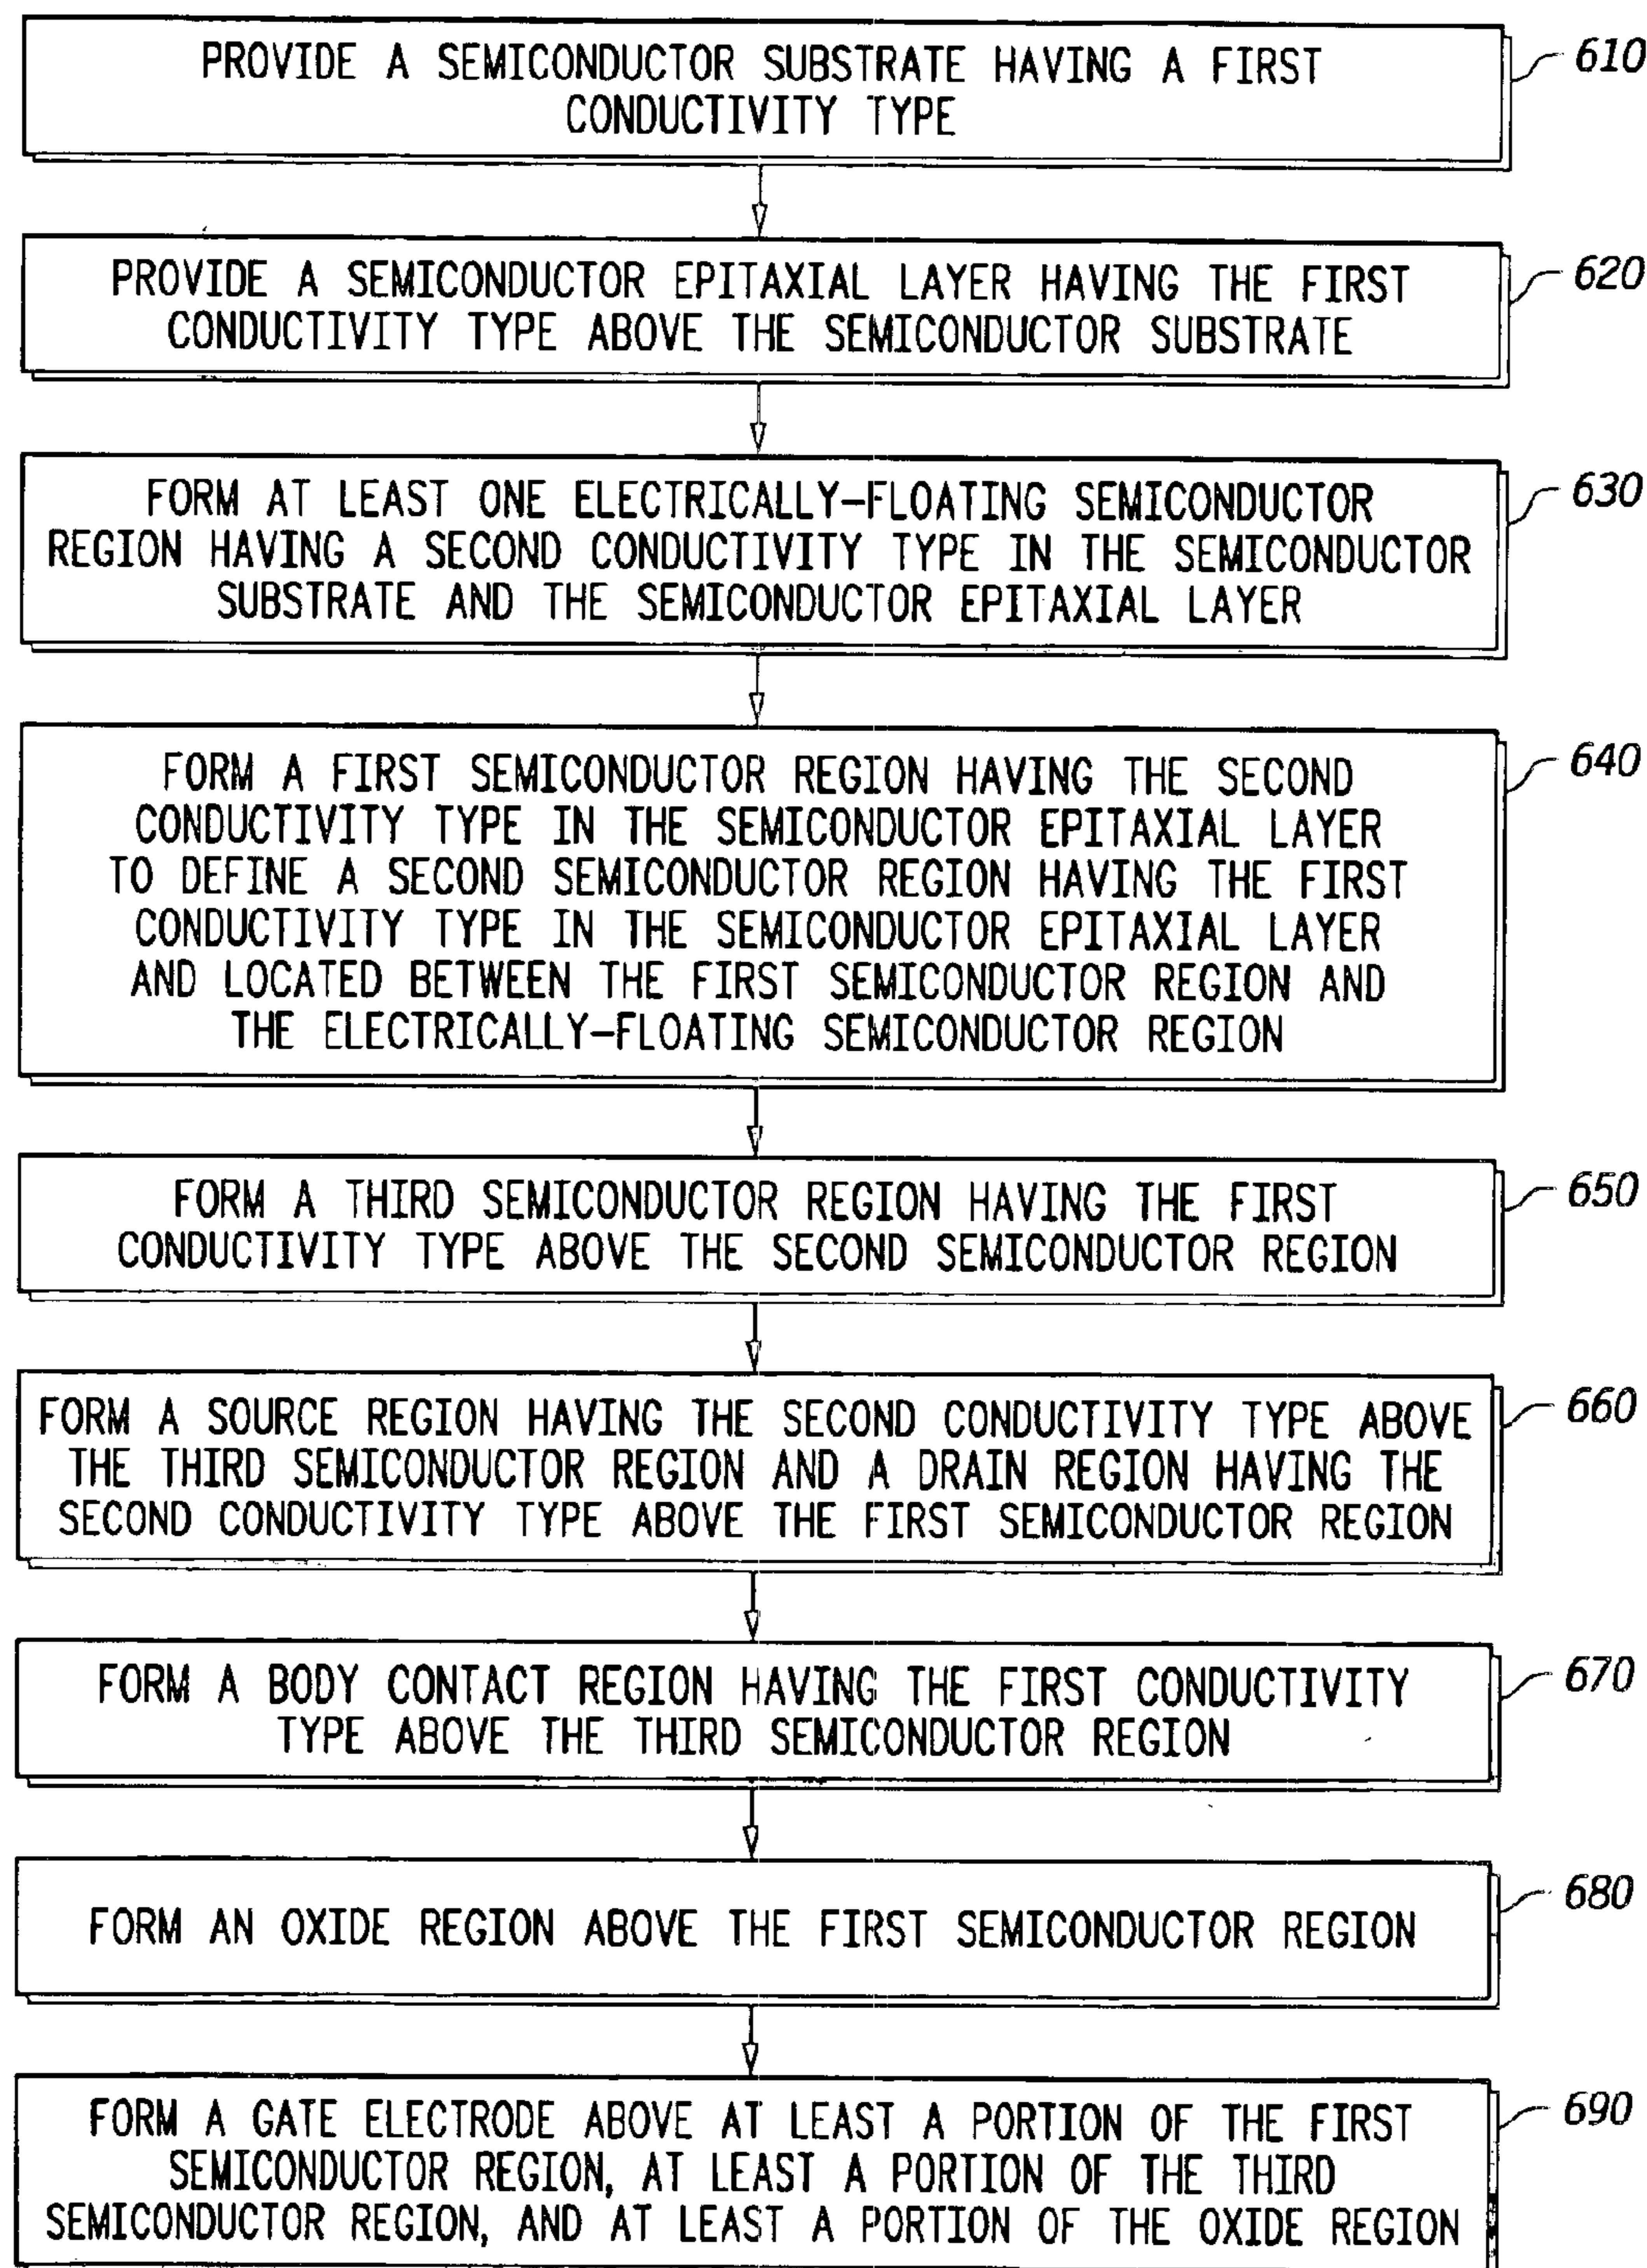 PROVIDE A SEMICONDUCTOR SUBSTRATE HAVING A FIRST
CONDUCTIVITY TYPE
610
PROVIDE A SEMICONDUCTOR EPITAXIAL LAYER HAVING THE FIRST
CONDUCTIVITY TYPE ABOVE THE SEMICONDUCTOR SUBSTRATE
620
FORM AT LEAST ONE ELECTRICALLY-FLOATING SEMICONDUCTOR
REGION HAVING A SECOND CONDUCTIVITY TYPE IN THE SEMICONDUCTOR
SUBSTRATE AND THE SEMICONDUCTOR EPITAXIAL LAYER
630
FORM A FIRST SEMICONDUCTOR REGION HAVING THE SECOND
CONDUCTIVITY TYPE IN THE SEMICONDUCTOR EPITAXIAL LAYER
TO DEFINE A SECOND SEMICONDUCTOR REGION HAVING THE FIRST
CONDUCTIVITY TYPE IN THE SEMICONDUCTOR EPITAXIAL LAYER
AND LOCATED BETWEEN THE FIRST SEMICONDUCTOR REGION AND
THE ELECTRICALLY-FLOATING SEMICONDUCTOR REGION
640
FORM A THIRD SEMICONDUCTOR REGION HAVING THE FIRST
CONDUCTIVITY TYPE ABOVE THE SECOND SEMICONDUCTOR REGION
650
FORM A SOURCE REGION HAVING THE SECOND CONDUCTIVITY TYPE ABOVE
THE THIRD SEMICONDUCTOR REGION AND A DRAIN REGION HAVING THE
SECOND CONDUCTIVITY TYPE ABOVE THE FIRST SEMICONDUCTOR REGION
660
FORM A BODY CONTACT REGION HAVING THE FIRST CONDUCTIVITY
TYPE ABOVE THE THIRD SEMICONDUCTOR REGION
670
FORM AN OXIDE REGION ABOVE THE FIRST SEMICONDUCTOR REGION
680
FORM A GATE ELECTRODE ABOVE AT LEAST A PORTION OF THE FIRST
SEMICONDUCTOR REGION, AT LEAST A PORTION OF THE THIRD
SEMICONDUCTOR REGION, AND AT LEAST A PORTION OF THE OXIDE REGION
690